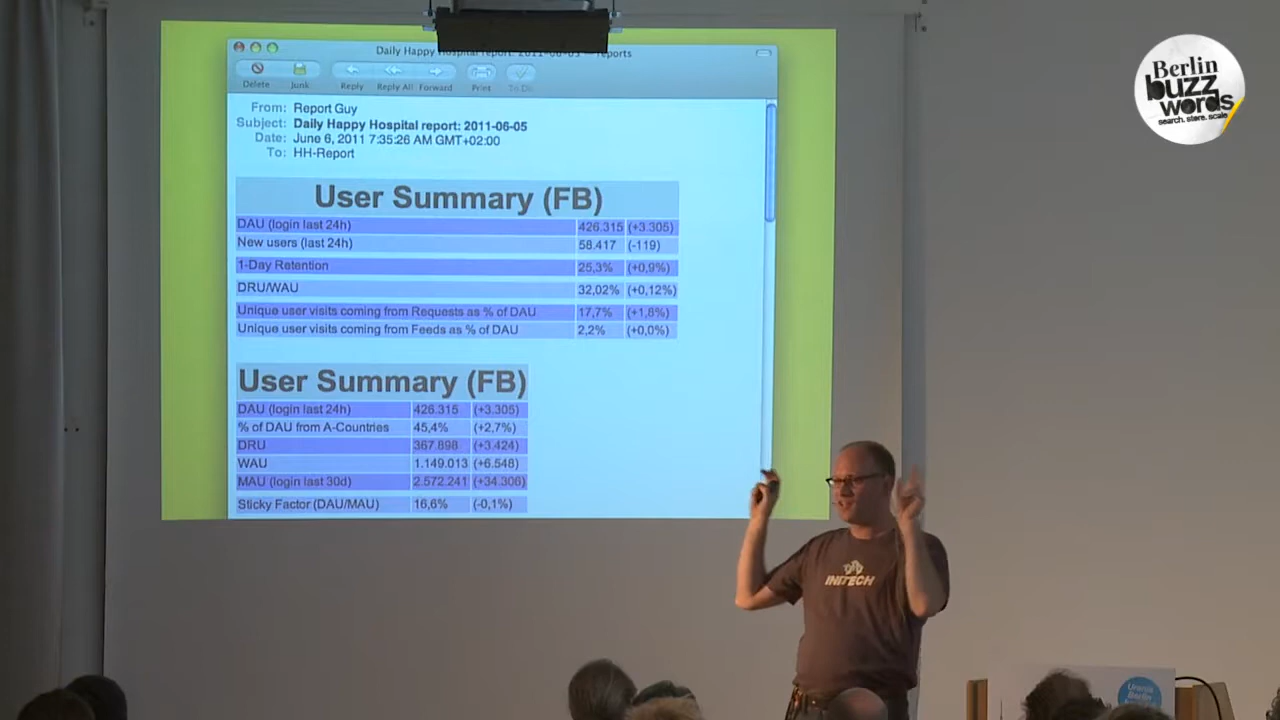 Daily Happy Hospital report: 2011-06-05 — reports
Delete Junk Reply Reply All Forward Print To Do
From: Report Guy
Subject: Daily Happy Hospital report: 2011-06-05
Date: June 6, 2011 7:35:26 AM GMT+02:00
To: HH-Report
User Summary (FB)
DAU (login last 24h) 426.315 (+3.305)
New users (last 24h) 58.417 (-119)
1-Day Retention 25,3% (+0,9%)
DRU/WAU 32,02% (+0,12%)
Unique user visits coming from Requests as % of DAU 17,7% (+1,8%)
Unique user visits coming from Feeds as % of DAU 2,2% (+0,0%)
User Summary (FB)
DAU (login last 24h) 426.315 (+3.305)
% of DAU from A-Countries 45,4% (+2,7%)
DRU 367.898 (+3.424)
WAU 1.149.013 (+6.548)
MAU (login last 30d) 2.572.241 (+34.306)
Sticky Factor (DAU/MAU) 16,6% (-0,1%)
Berlin
buzz
words
search. store. scale.
INITECH
Urania
Berlin